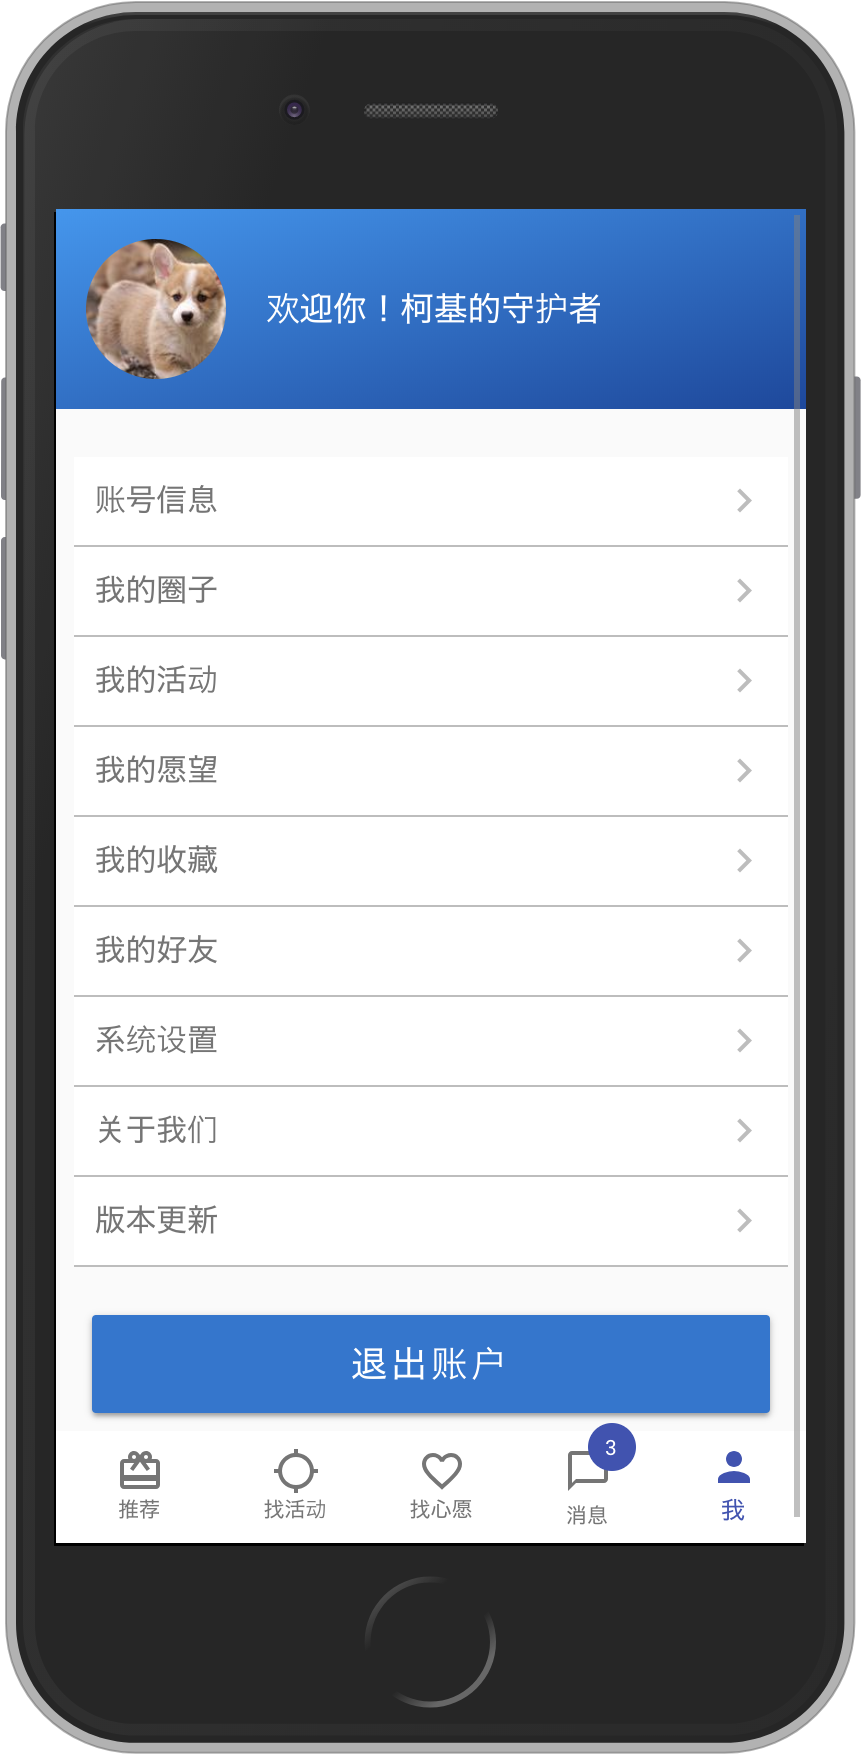 欢迎你！柯基的守护者
账号信息
我的圈子
我的活动
我的愿望
我的收藏
我的好友
系统设置
关于我们
版本更新
退出账户
3
推荐
找活动
找心愿
消息
我